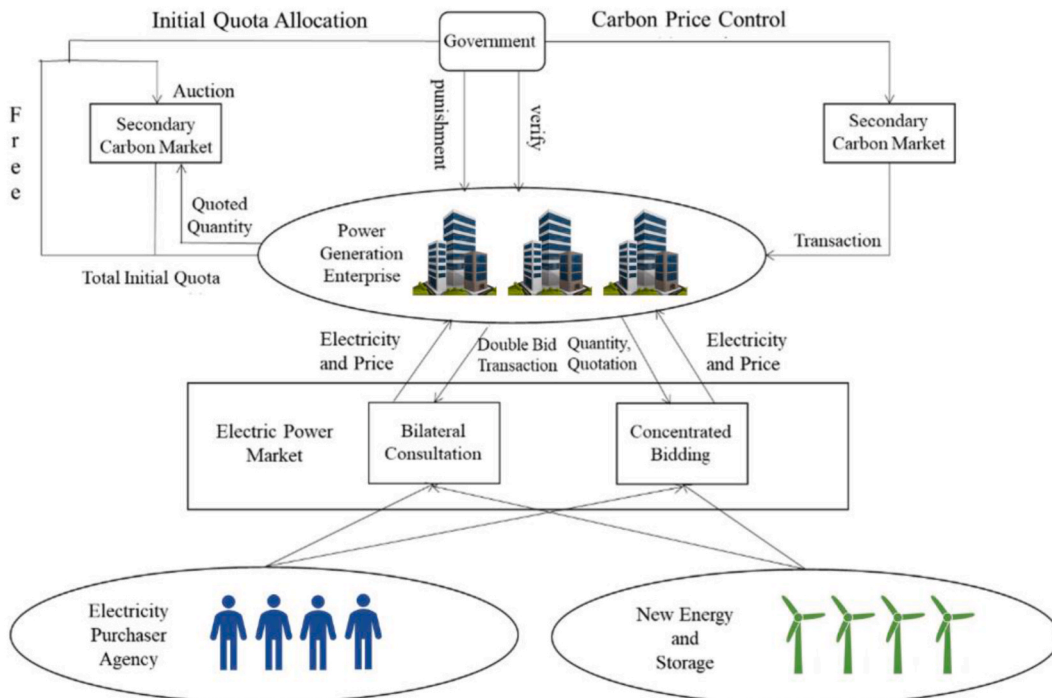 Initial Quota Allocation
Government
Carbon Price Control
Free
Auction
Secondary
Carbon Market
punishment
verify
Secondary
Carbon Market
Quoted
Quantity
Power
Generation
Enterprise
Transaction
Total Initial Quota
Electricity
and Price
Double Bid
Transaction
Quantity,
Quotation
Electricity
and Price
Electric Power
Market
Bilateral
Consultation
Concentrated
Bidding
Electricity
Purchaser
Agency
New Energy
and
Storage